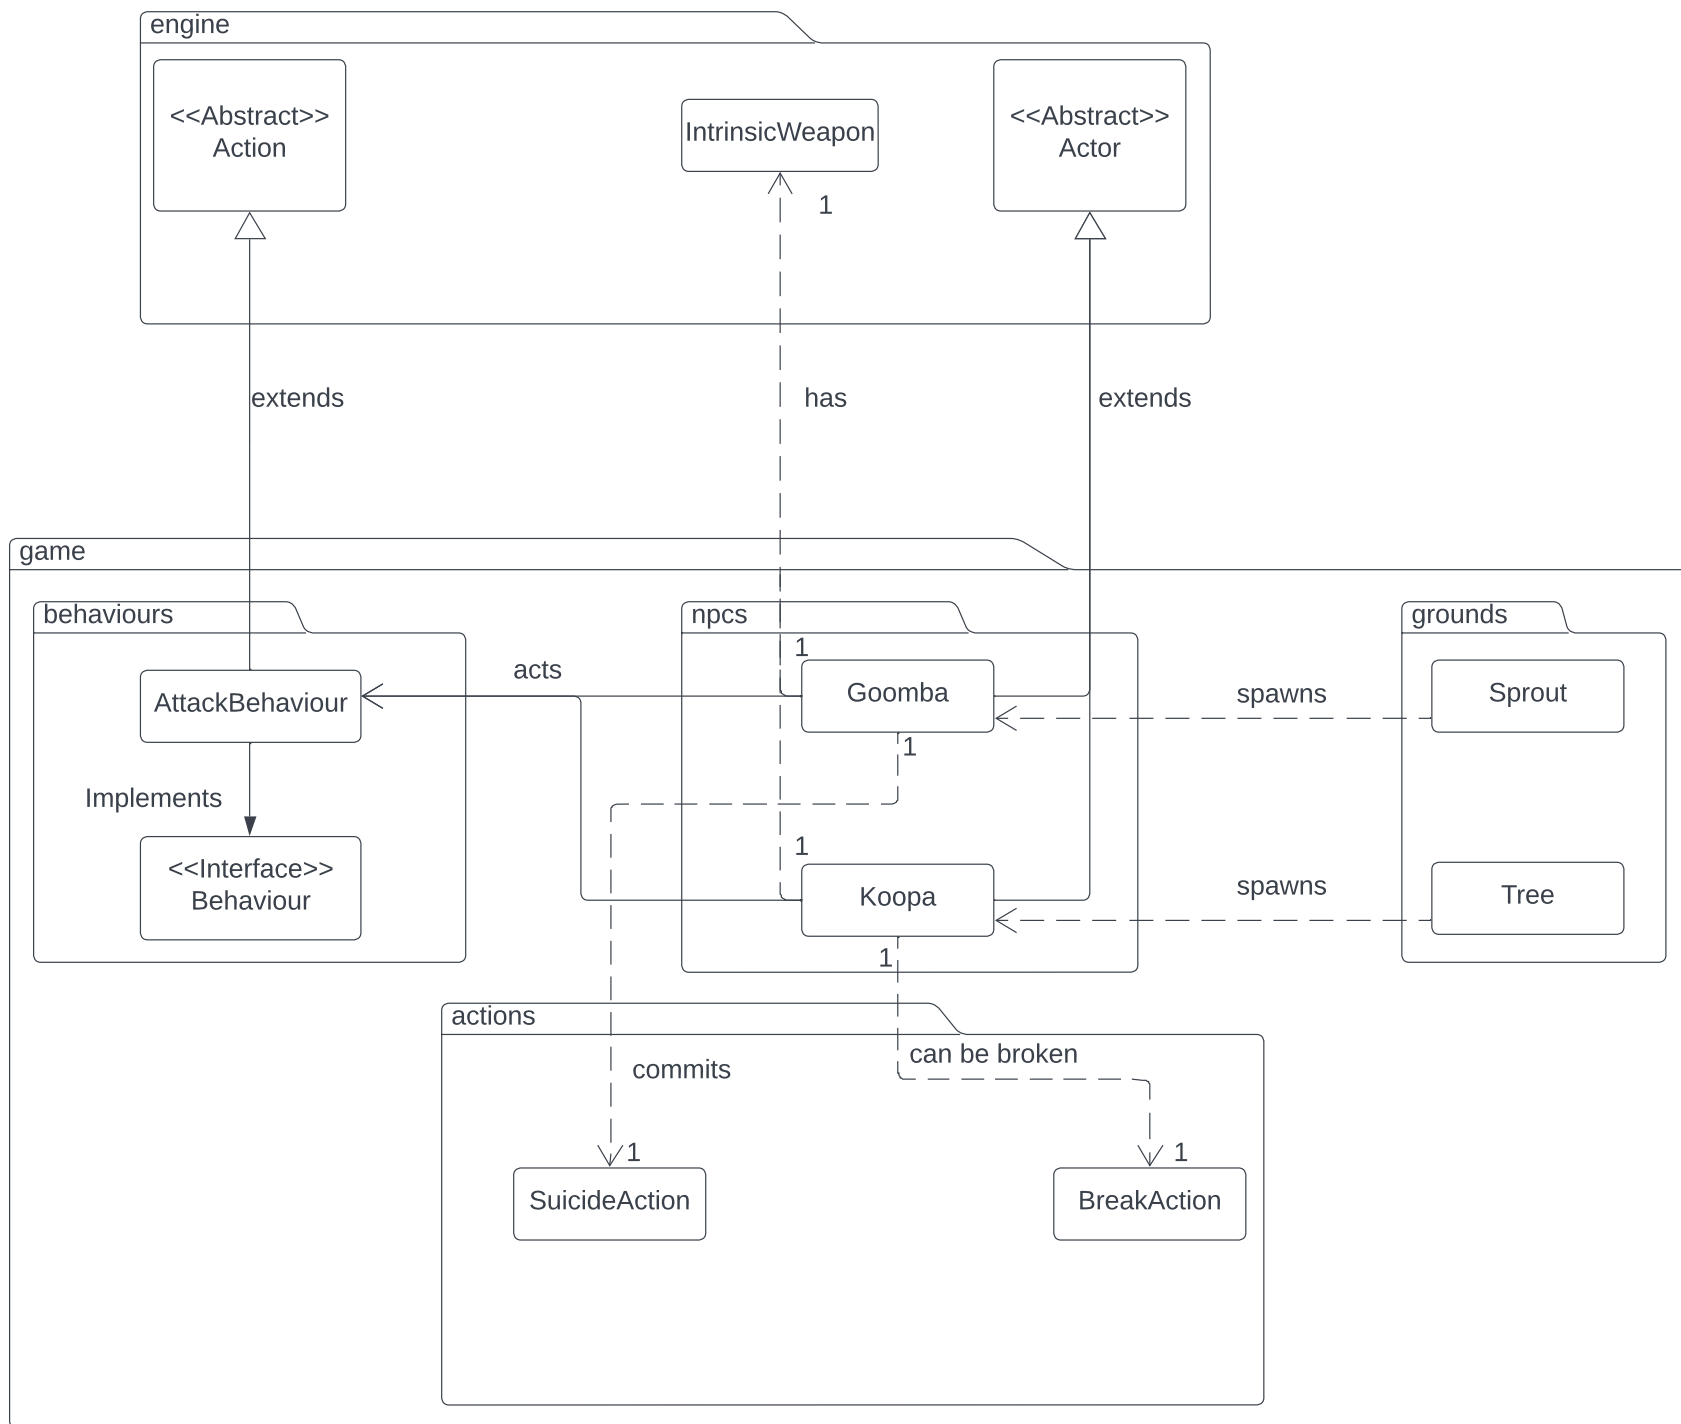 engine
<<Abstract>>
Action
IntrinsicWeapon
<<Abstract>>
Actor
1
extends
has
extends
game
behaviours
npcs
grounds
1
acts
AttackBehaviour
Goomba
spawns
Sprout
1
Implements
1
<<Interface>>
Behaviour
Koopa
spawns
Tree
1
actions
can be broken
commits
1
1
SuicideAction
BreakAction